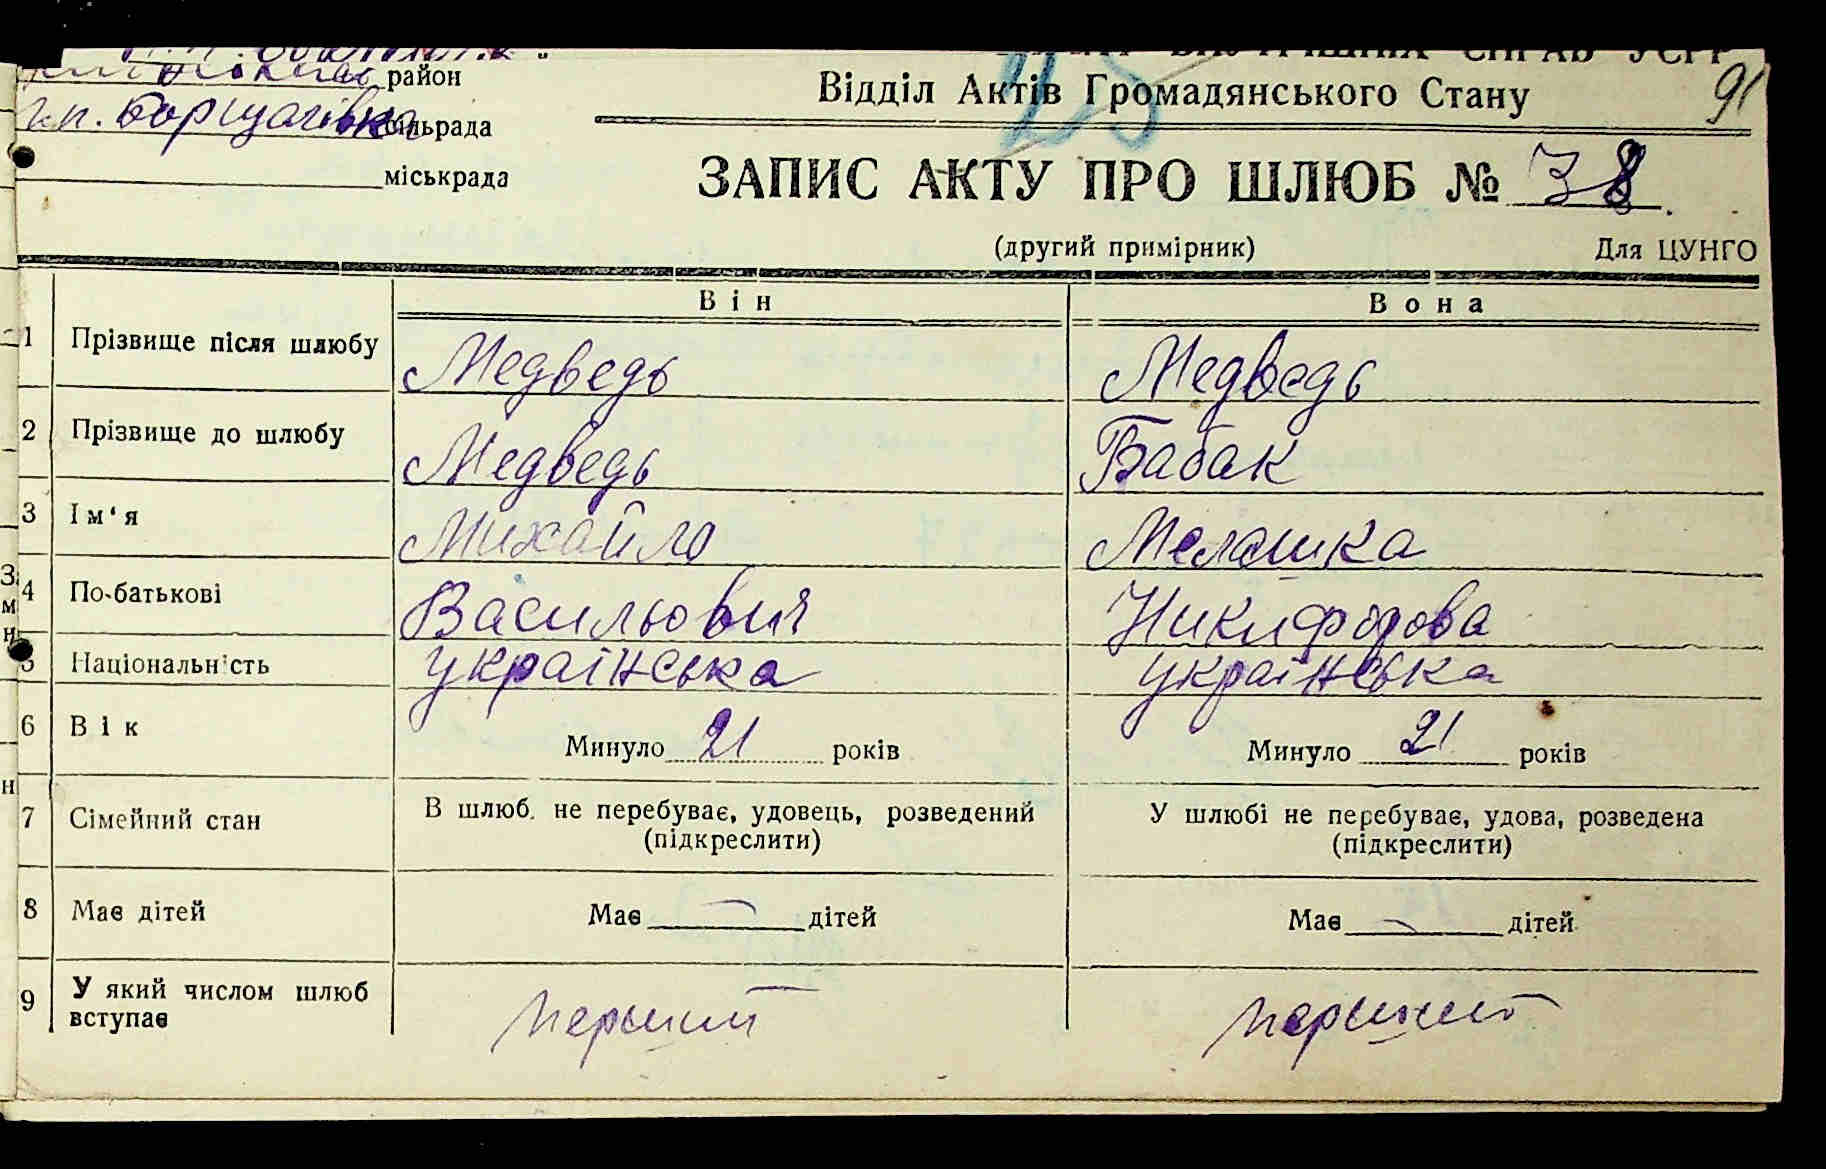 район
Відділ Актів Громадянського Стану
91
п. Борщагівка сільрада
міськрада
ЗАПИС АКТУ ПРО ШЛЮБ № 38.
(другий примірник) Для ЦУНГО
Він Вона
1 Прізвище після шлюбу Медведь Медведь
2 Прізвище до шлюбу Медведь Бабак
3 Ім'я Михайло Мелашка
4 По-батькові Васильович Никифорова
5 Національність українська українська
6 Вік Минуло 21 років Минуло 21 років
7 Сімейний стан В шлюб. не перебуває, удовець, розведений (підкреслити) У шлюбі не перебуває, удова, розведена (підкреслити)
8 Має дітей Має — дітей Має — дітей
9 У який числом шлюб вступає перший перший